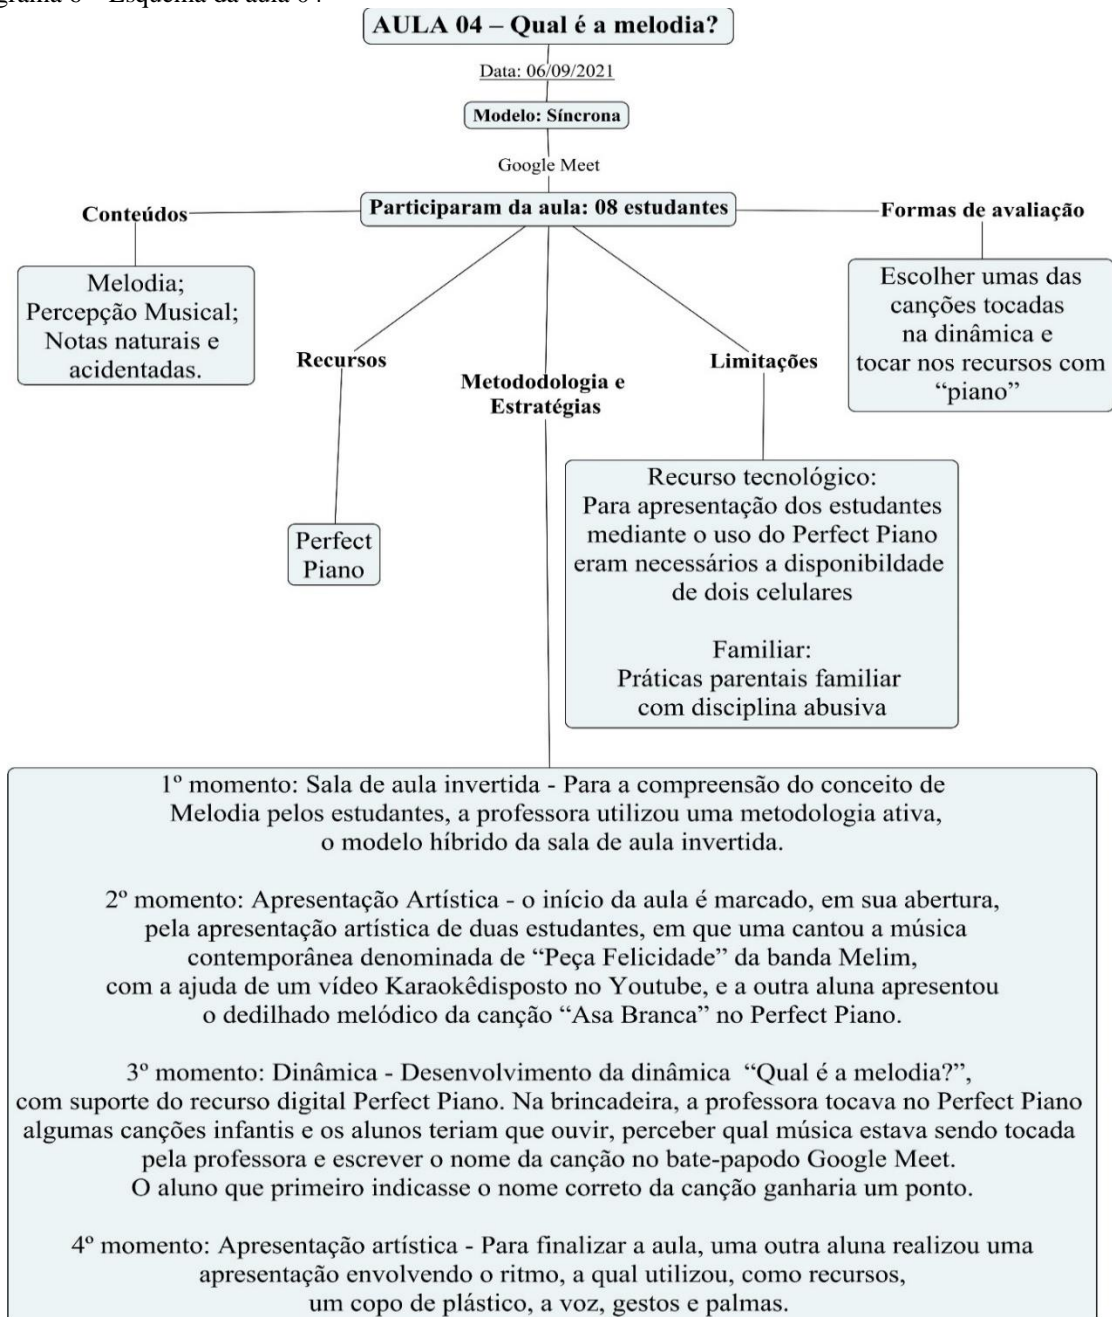 grama 6 – Esquema da aula 04
AULA 04 – Qual é a melodia?
Data: 06/09/2021
Modelo: Síncrona
Google Meet
Participaram da aula: 08 estudantes
Conteúdos
Melodia;
Percepção Musical;
Notas naturais e
acidentadas.
Recursos
Perfect
Piano
Metododologia e
Estratégias
Limitações
Recurso tecnológico:
Para apresentação dos estudantes
mediante o uso do Perfect Piano
eram necessários a disponibildade
de dois celulares
Familiar:
Práticas parentais familiar
com disciplina abusiva
Formas de avaliação
Escolher umas das
canções tocadas
na dinâmica e
tocar nos recursos com
“piano”
1º momento: Sala de aula invertida - Para a compreensão do conceito de
Melodia pelos estudantes, a professora utilizou uma metodologia ativa,
o modelo híbrido da sala de aula invertida.
2º momento: Apresentação Artística - o início da aula é marcado, em sua abertura,
pela apresentação artística de duas estudantes, em que uma cantou a música
contemporânea denominada de “Peça Felicidade” da banda Melim,
com a ajuda de um vídeo Karaokêdisposto no Youtube, e a outra aluna apresentou
o dedilhado melódico da canção “Asa Branca” no Perfect Piano.
3º momento: Dinâmica - Desenvolvimento da dinâmica “Qual é a melodia?”,
com suporte do recurso digital Perfect Piano. Na brincadeira, a professora tocava no Perfect Piano
algumas canções infantis e os alunos teriam que ouvir, perceber qual música estava sendo tocada
pela professora e escrever o nome da canção no bate-papodo Google Meet.
O aluno que primeiro indicasse o nome correto da canção ganharia um ponto.
4º momento: Apresentação artística - Para finalizar a aula, uma outra aluna realizou uma
apresentação envolvendo o ritmo, a qual utilizou, como recursos,
um copo de plástico, a voz, gestos e palmas.